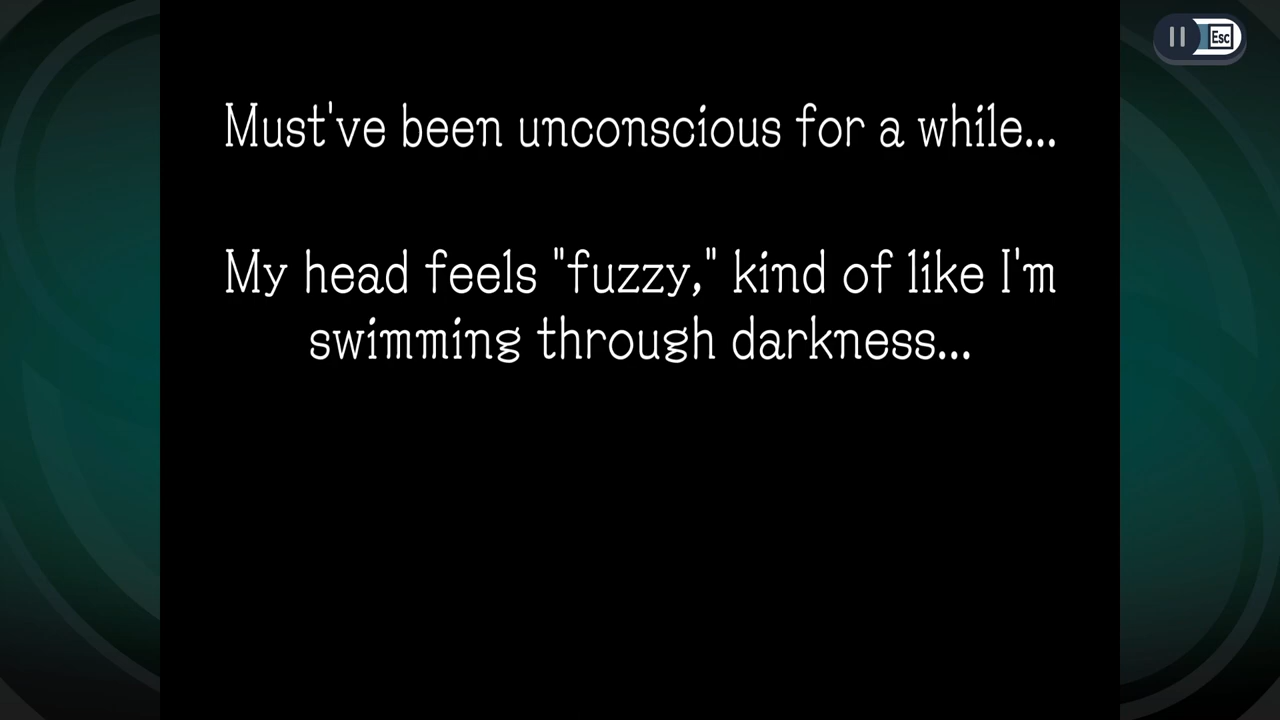 Esc
Must've been unconscious for a while...
My head feels "fuzzy," kind of like I'm
swimming through darkness...